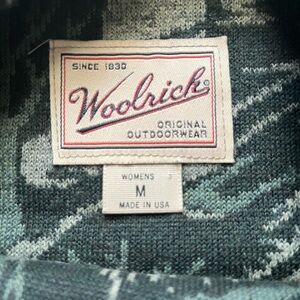 SINCE 1830
Woolrich®
ORIGINAL
OUTDOORWEAR
WOMENS
M
MADE IN USA